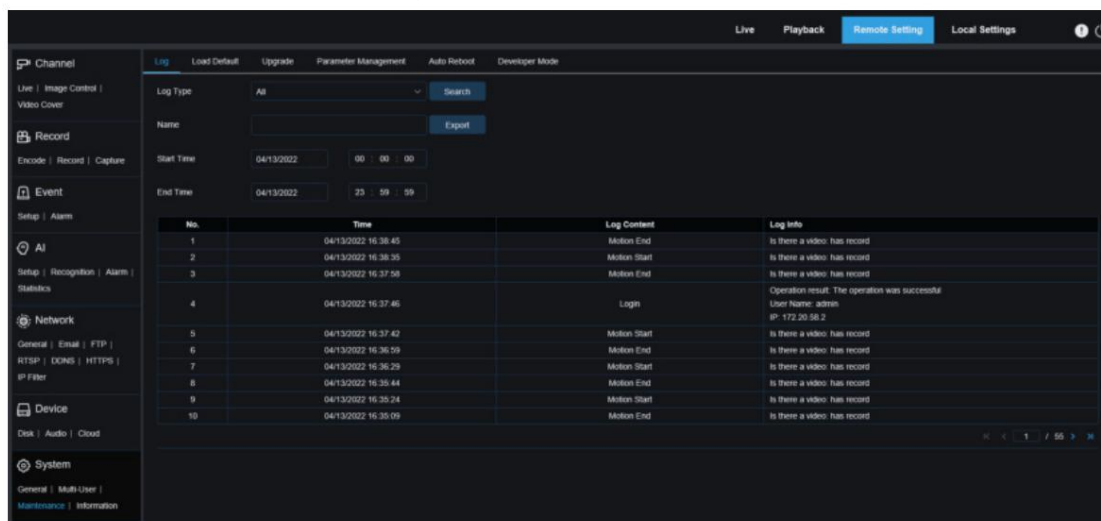 Live Playback Remote Setting Local Settings
Channel
Live | Image Control |
Video Cover
Record
Encode | Record | Capture
Event
Setup | Alarm
AI
Setup | Recognition | Alarm |
Statistics
Network
General | Email | FTP |
RTSP | DDNS | HTTPS |
IP Filter
Device
Disk | Audio | Cloud
System
General | Multi-User |
Maintenance | Information
Log Load Default Upgrade Parameter Management Auto Reboot Developer Mode
Log Type All Search
Name Export
Start Time 04/13/2022 00 : 00 : 00
End Time 04/13/2022 23 : 59 : 59
No. Time Log Content Log Info
1 04/13/2022 16:38:45 Motion End Is there a video: has record
2 04/13/2022 16:38:35 Motion Start Is there a video: has record
3 04/13/2022 16:37:58 Motion End Is there a video: has record
4 04/13/2022 16:37:46 Login Operation result: The operation was successful
User Name: admin
IP: 172.20.58.2
5 04/13/2022 16:37:42 Motion Start Is there a video: has record
6 04/13/2022 16:36:59 Motion End Is there a video: has record
7 04/13/2022 16:36:29 Motion Start Is there a video: has record
8 04/13/2022 16:35:44 Motion End Is there a video: has record
9 04/13/2022 16:35:24 Motion Start Is there a video: has record
10 04/13/2022 16:35:09 Motion End Is there a video: has record
1 / 55